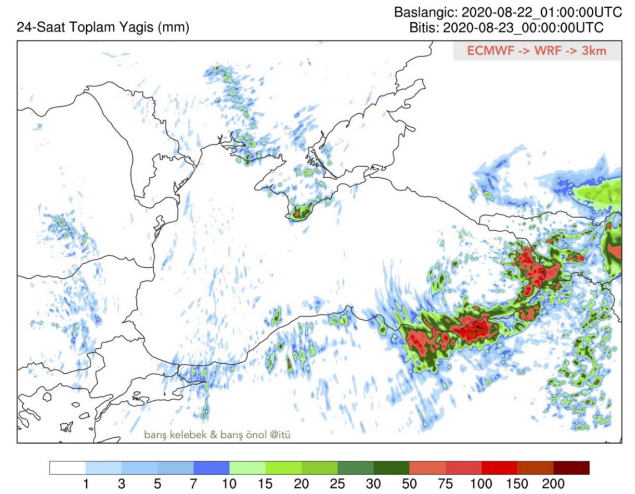 Baslangic: 2020-08-22_01:00:00UTC
24-Saat Toplam Yagis (mm)
Bitis: 2020-08-23_00:00:00UTC
ECMWF -> WRF -> 3km
barış kelebek & barış önol @itü
1 3 5 7 10 15 20 25 30 50 75 100 150 200